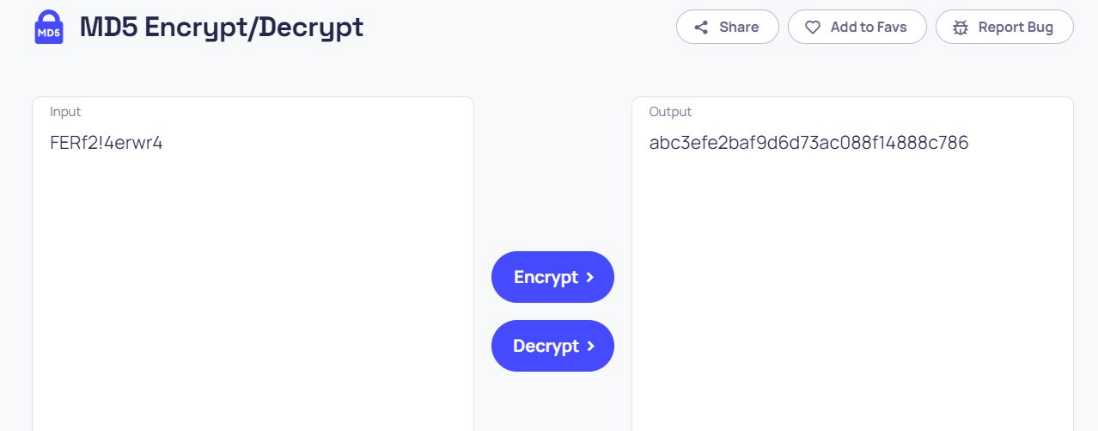 MD5 MD5 Encrypt/Decrypt
Share
Add to Favs
Report Bug
Input
FERf2!4erwr4
Output
abc3efe2baf9d6d73ac088f14888c786
Encrypt
Decrypt